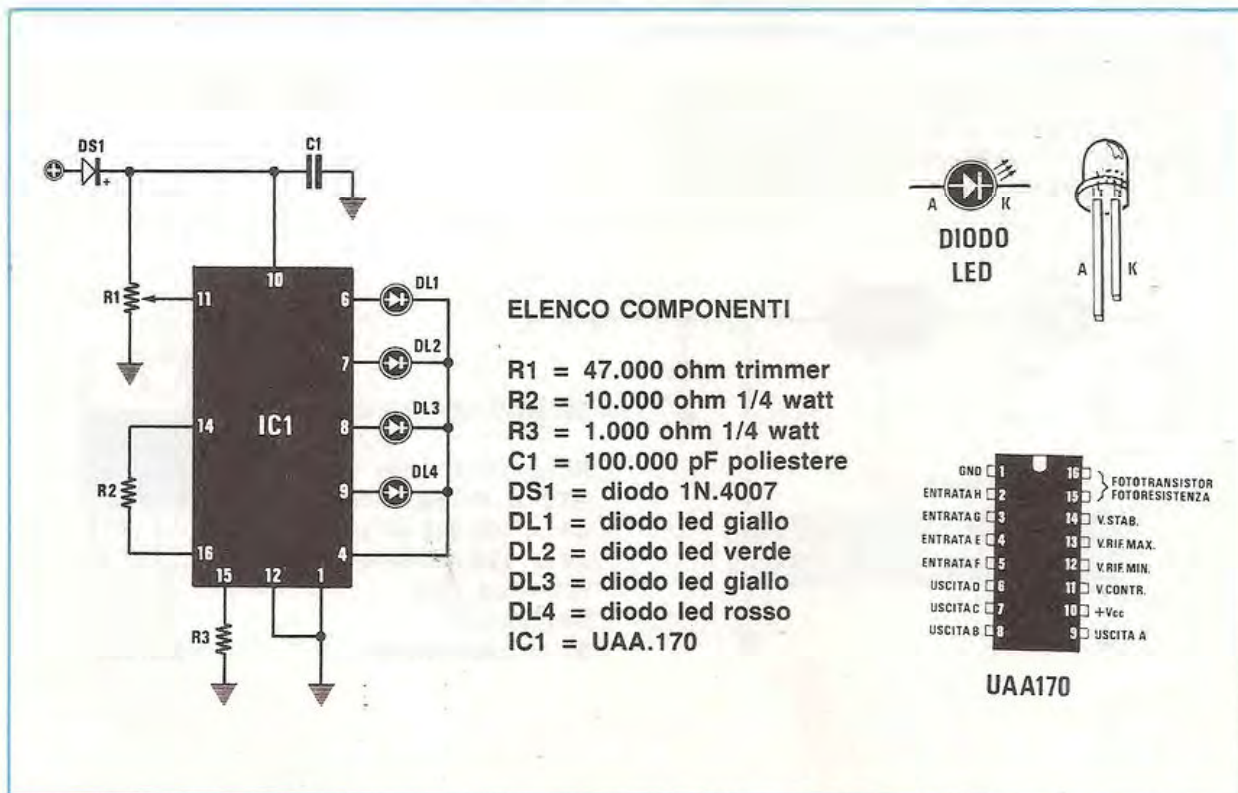 DS1
C1
+
10
R1
11
6
DL1
7
DL2
14
IC1
8
DL3
R2
9
DL4
16
4
15
12
1
R3
ELENCO COMPONENTI
R1 = 47.000 ohm trimmer
R2 = 10.000 ohm 1/4 watt
R3 = 1.000 ohm 1/4 watt
C1 = 100.000 pF poliestere
DS1 = diodo 1N.4007
DL1 = diodo led giallo
DL2 = diodo led verde
DL3 = diodo led giallo
DL4 = diodo led rosso
IC1 = UAA.170
A K
DIODO
LED
A K
GND 1
ENTRATA H 2
ENTRATA G 3
ENTRATA E 4
ENTRATA F 5
USCITA D 6
USCITA C 7
USCITA B 8
16 FOTOTRANSISTOR
15 FOTORESISTENZA
14 V.STAB.
13 V.RIF.MAX.
12 V.RIF.MIN.
11 V.CONTR.
10 +Vcc
9 USCITA A
UAA170